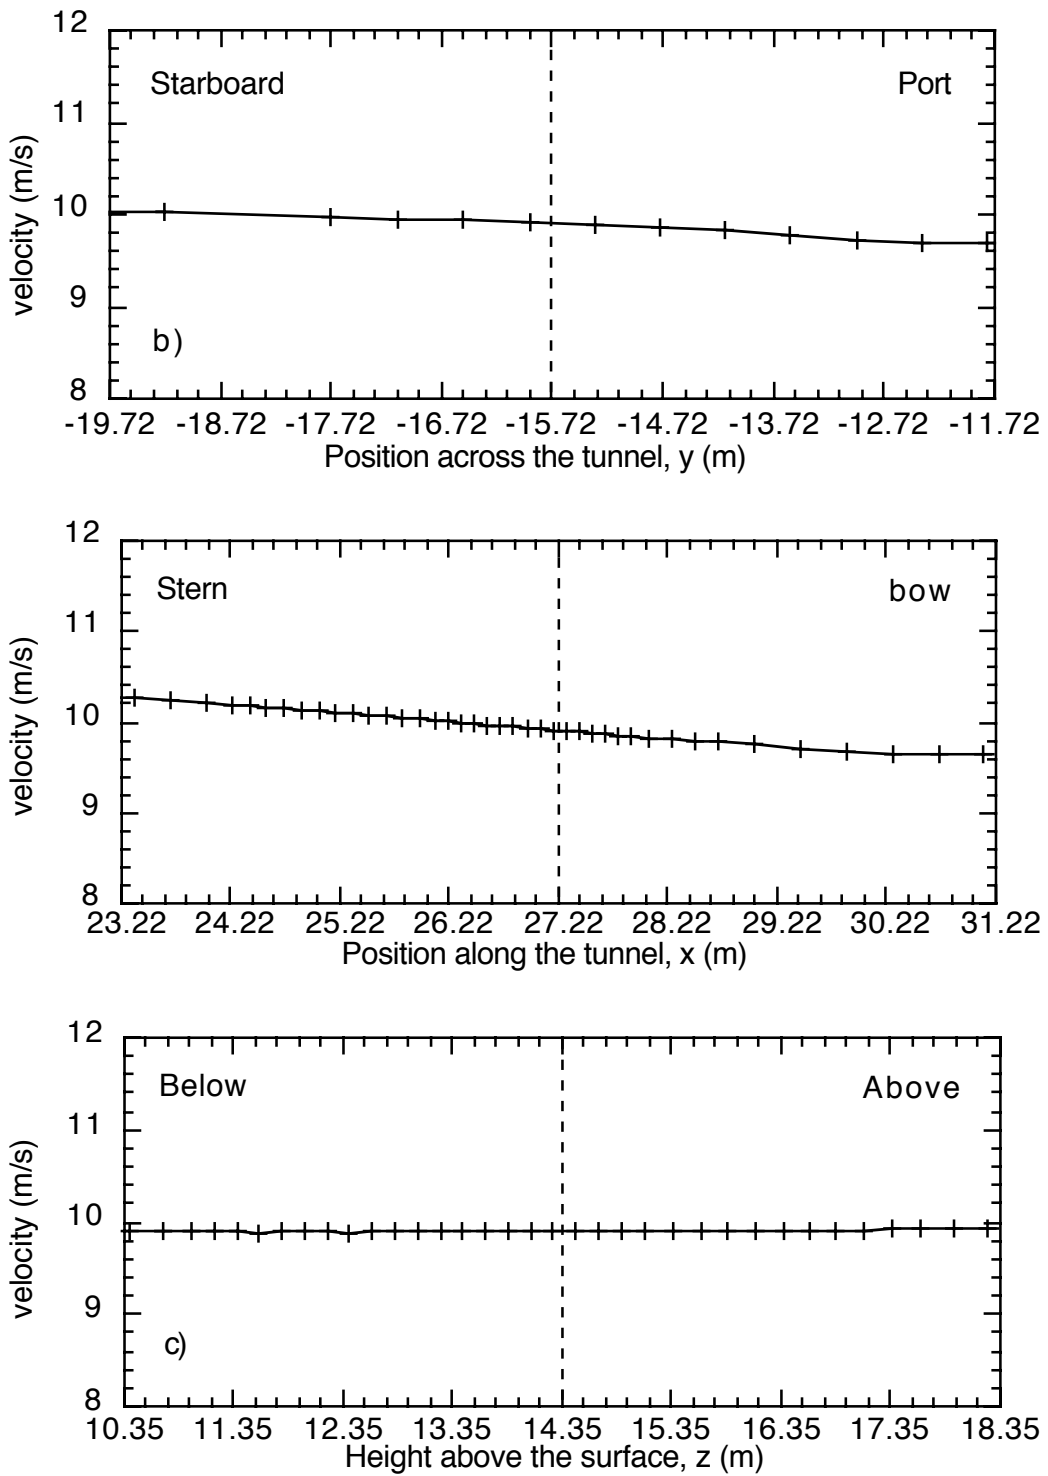 12
Starboard Port
11
velocity (m/s)
10
9
b)
8
-19.72 -18.72 -17.72 -16.72 -15.72 -14.72 -13.72 -12.72 -11.72
Position across the tunnel, y (m)
12
Stern bow
11
velocity (m/s)
10
9
8
23.22 24.22 25.22 26.22 27.22 28.22 29.22 30.22 31.22
Position along the tunnel, x (m)
12
Below Above
11
velocity (m/s)
10
9
c)
8
10.35 11.35 12.35 13.35 14.35 15.35 16.35 17.35 18.35
Height above the surface, z (m)